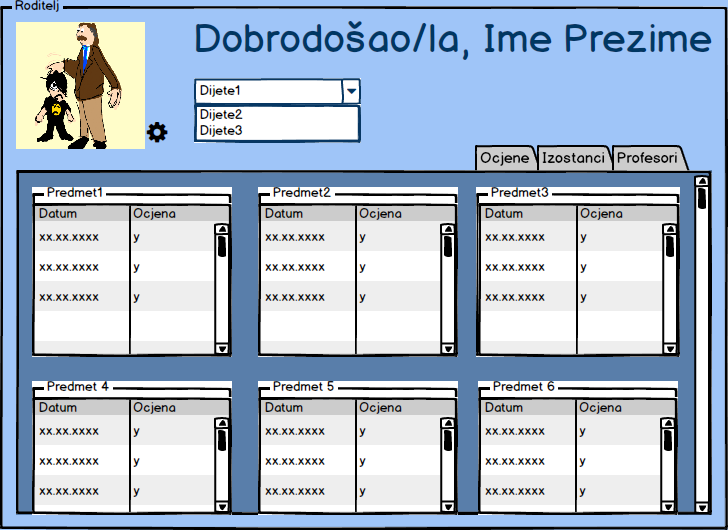 Roditelj
Dobrodošao/la, Ime Prezime
Dijete1
Dijete2
Dijete3
Ocjene Izostanci Profesori
Predmet1 Predmet2 Predmet3
Datum Ocjena Datum Ocjena Datum Ocjena
xx.xx.xxxx y xx.xx.xxxx y xx.xx.xxxx y
xx.xx.xxxx y xx.xx.xxxx y xx.xx.xxxx y
xx.xx.xxxx y xx.xx.xxxx y xx.xx.xxxx y
Predmet 4 Predmet 5 Predmet 6
Datum Ocjena Datum Ocjena Datum Ocjena
xx.xx.xxxx y xx.xx.xxxx y xx.xx.xxxx y
xx.xx.xxxx y xx.xx.xxxx y xx.xx.xxxx y
xx.xx.xxxx y xx.xx.xxxx y xx.xx.xxxx y